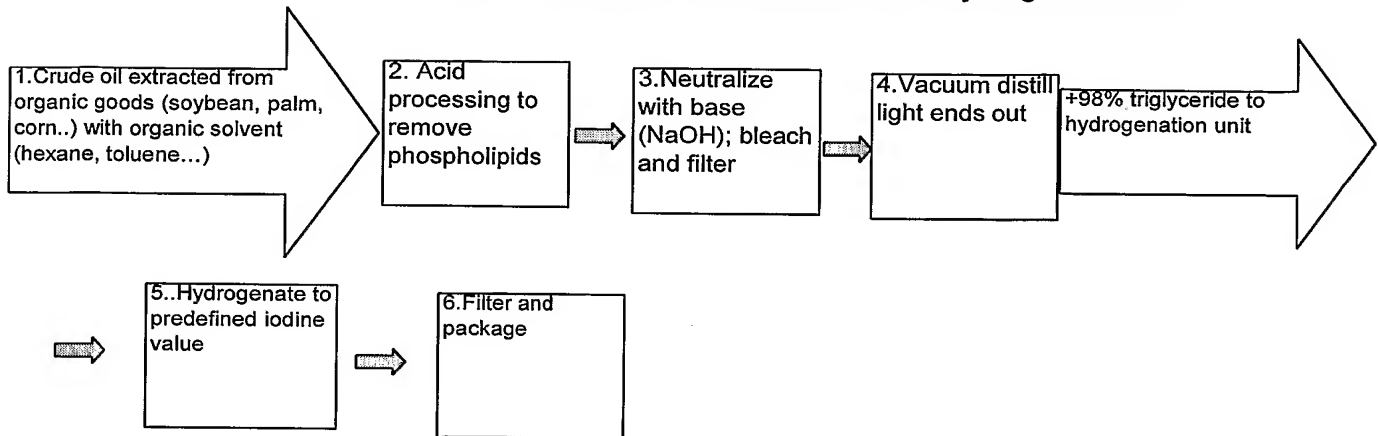 1.Crude oil extracted from
organic goods (soybean, palm,
corn..) with organic solvent
(hexane, toluene...)
2. Acid
processing to
remove
phospholipids
3.Neutralize
with base
(NaOH); bleach
and filter
4.Vacuum distill
light ends out
+98% triglyceride to
hydrogenation unit
5..Hydrogenate to
predefined iodine
value
6.Filter and
package